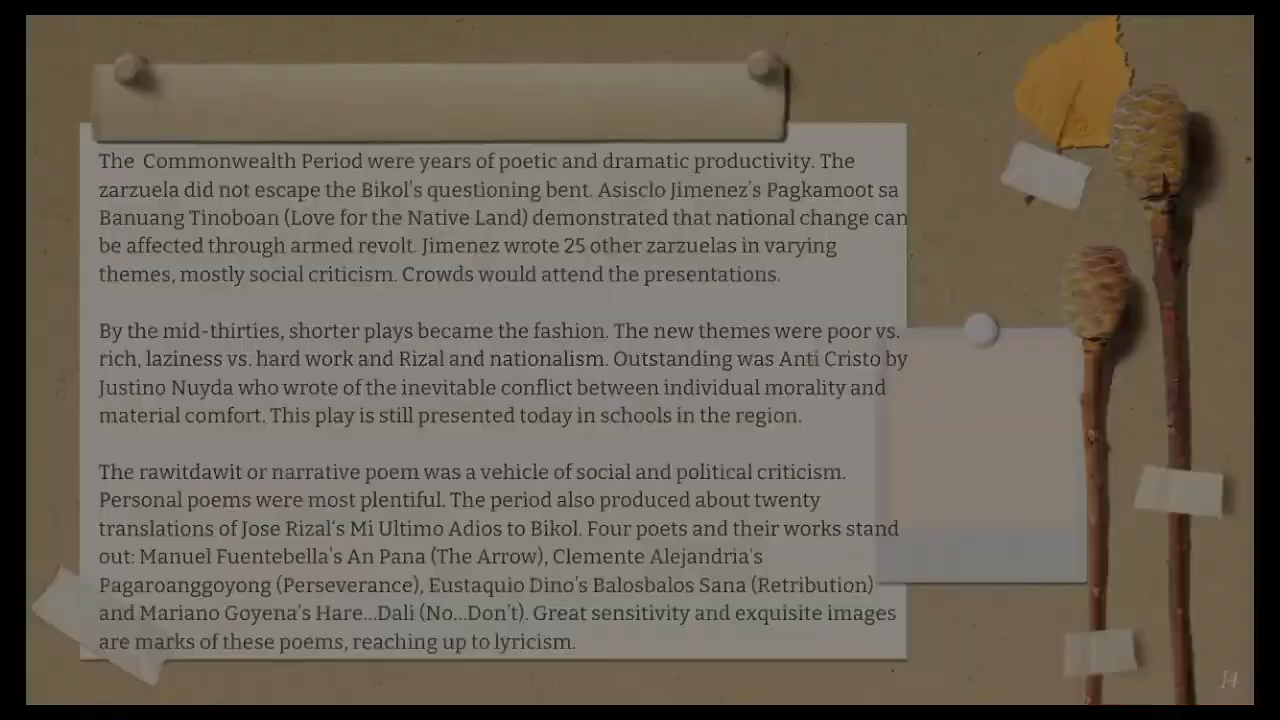 The Commonwealth Period were years of poetic and dramatic productivity. The
zarzuela did not escape the Bikol's questioning bent. Asisclo Jimenez's Pagkamoot sa
Banuang Tinoboan (Love for the Native Land) demonstrated that national change can
be affected through armed revolt. Jimenez wrote 25 other zarzuelas in varying
themes, mostly social criticism. Crowds would attend the presentations.
By the mid-thirties, shorter plays became the fashion. The new themes were poor vs.
rich, laziness vs. hard work and Rizal and nationalism. Outstanding was Anti Cristo by
Justino Nuyda who wrote of the inevitable conflict between individual morality and
material comfort. This play is still presented today in schools in the region.
The rawitdawit or narrative poem was a vehicle of social and political criticism.
Personal poems were most plentiful. The period also produced about twenty
translations of Jose Rizal's Mi Ultimo Adios to Bikol. Four poets and their works stand
out: Manuel Fuentebella's An Pana (The Arrow), Clemente Alejandria's
Pagaroanggoyong (Perseverance), Eustaquio Dino's Balosbalos Sana (Retribution)
and Mariano Goyena's Hare...Dali (No...Don't). Great sensitivity and exquisite images
are marks of these poems, reaching up to lyricism.
14